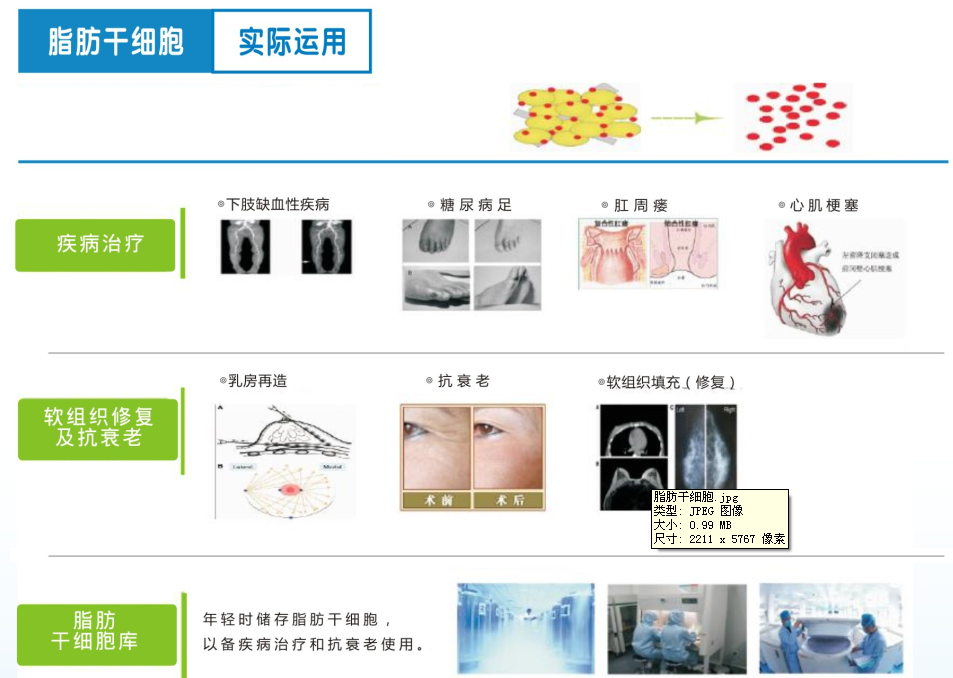 脂肪干细胞 实际运用
◎下肢缺血性疾病 ◎糖尿病足 ◎肛周瘘 ◎心肌梗塞
疾病治疗
复合性肛瘘
左前降支闭塞造成
前间壁心肌梗塞
◎乳房再造 ◎抗衰老 ◎软组织填充(修复)
软组织修复
及抗衰老
A
B
Lateral Medial
术前 术后
Left Right
脂肪干细胞.jpg
类型: JPEG 图像
大小: 0.99 MB
尺寸: 2211 x 5767 像素
脂肪
干细胞库
年轻时储存脂肪干细胞,
以备疾病治疗和抗衰老使用。